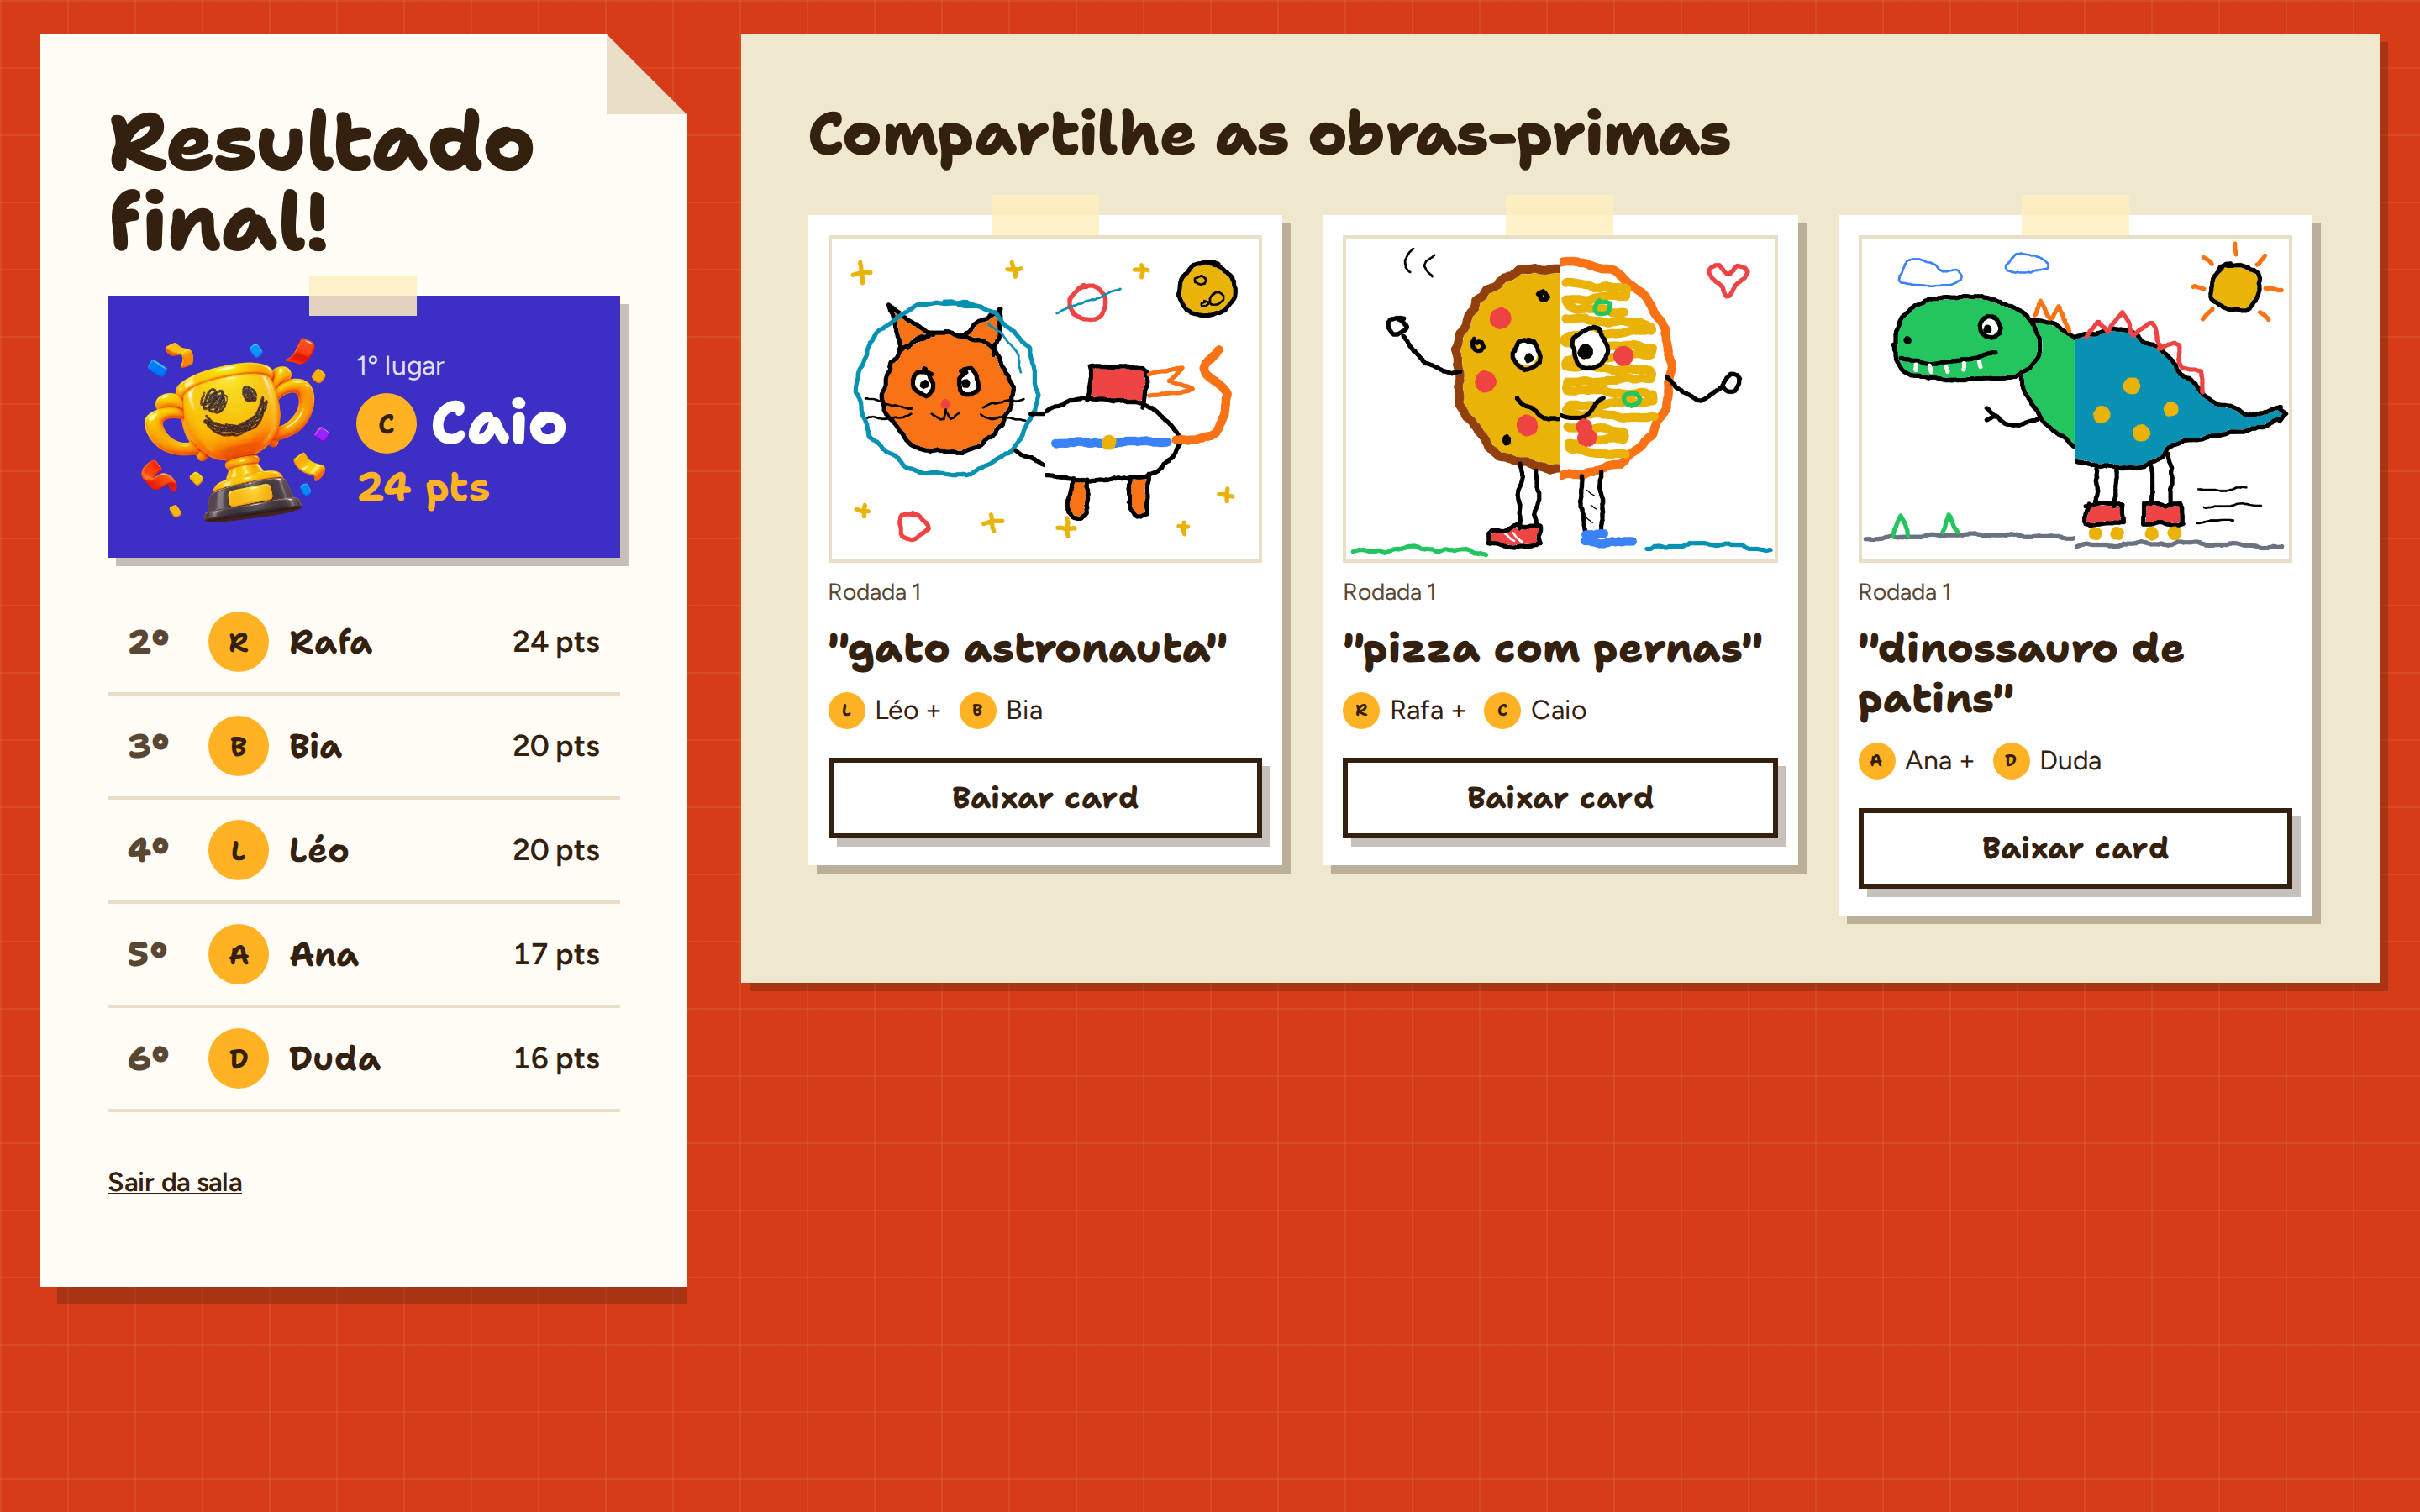 Resultado
final!
1° lugar
C Caio
24 pts
2º R Rafa 24 pts
3º B Bia 20 pts
4º L Léo 20 pts
5º A Ana 17 pts
6º D Duda 16 pts
Sair da sala
Compartilhe as obras-primas
Rodada 1
"gato astronauta"
L Léo + B Bia
Baixar card
Rodada 1
"pizza com pernas"
R Rafa + C Caio
Baixar card
Rodada 1
"dinossauro de
patins"
A Ana + D Duda
Baixar card